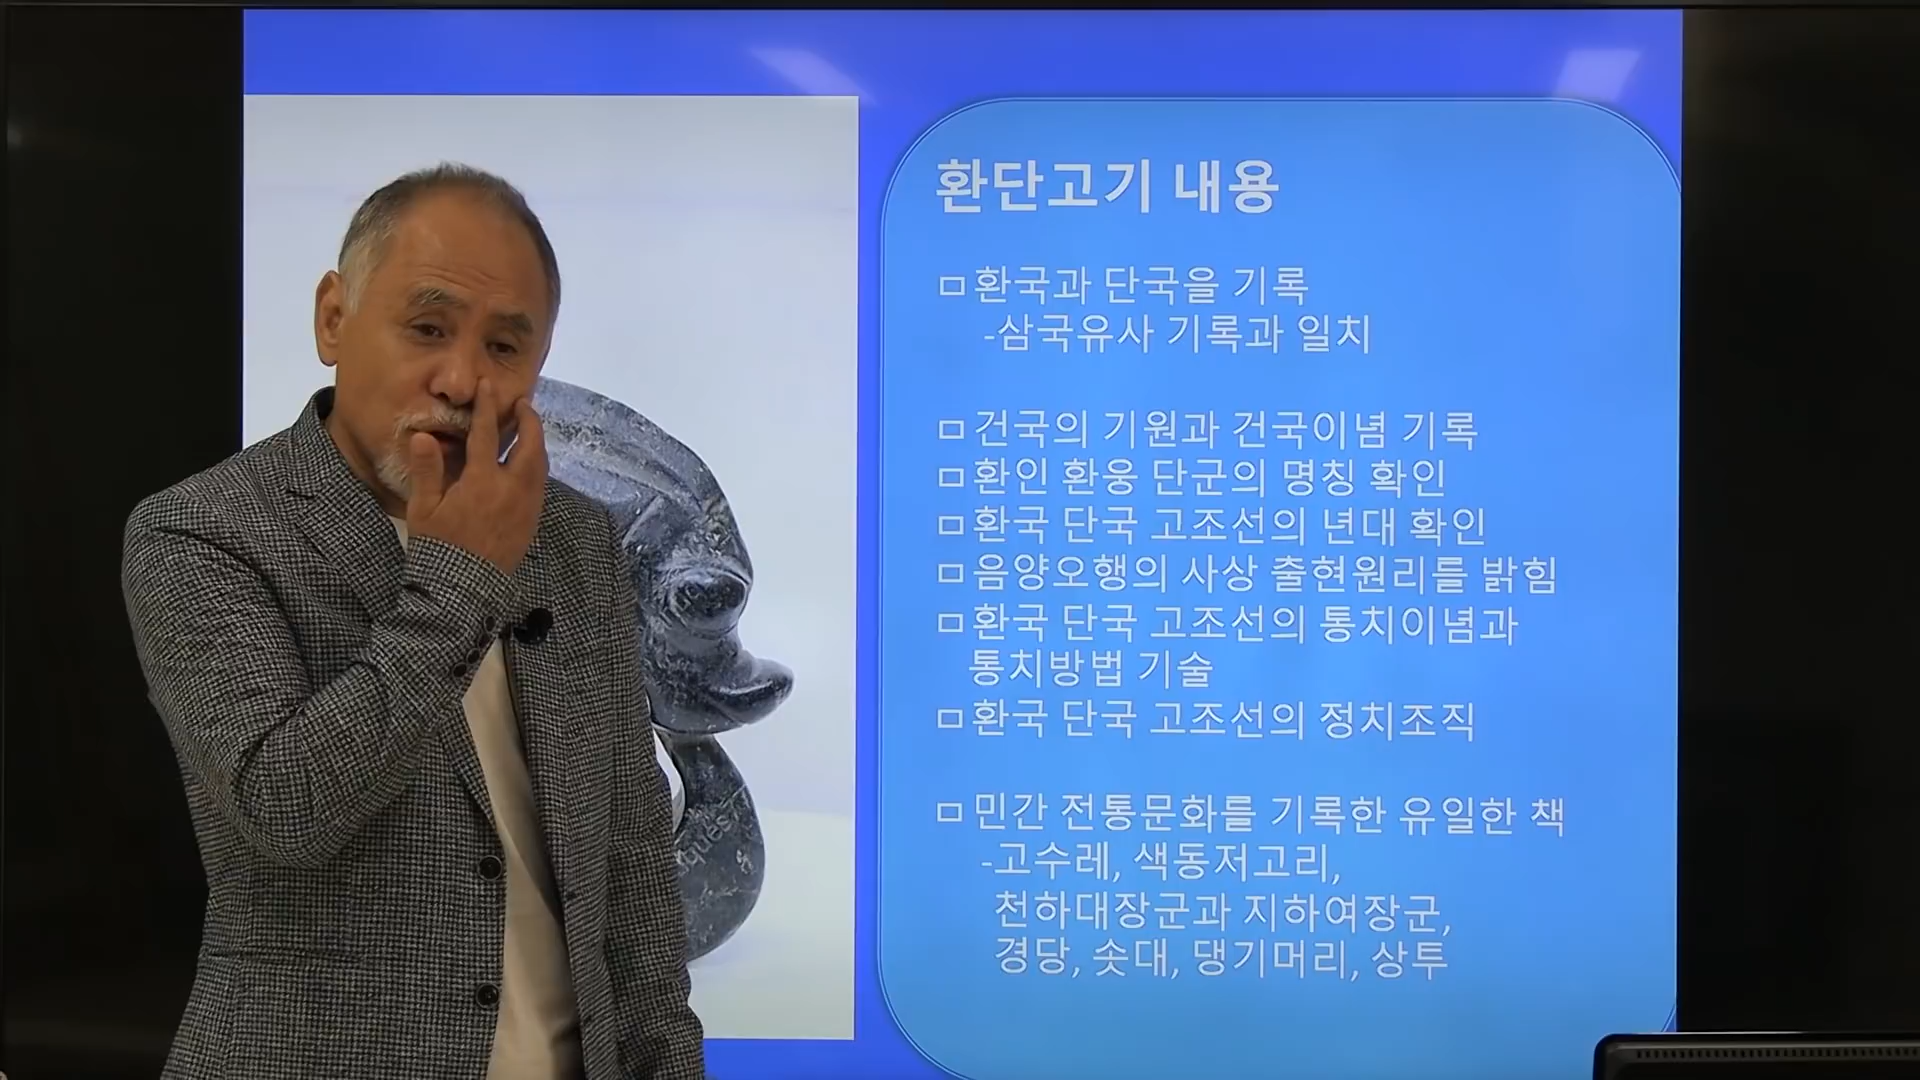 환단고기 내용
□환국과 단국을 기록
-삼국유사 기록과 일치
□건국의 기원과 건국이념 기록
□환인 환웅 단군의 명칭 확인
□환국 단국 고조선의 년대 확인
□음양오행의 사상 출현원리를 밝힘
□환국 단국 고조선의 통치이념과
통치방법 기술
□환국 단국 고조선의 정치조직
□민간 전통문화를 기록한 유일한 책
-고수레, 색동저고리,
천하대장군과 지하여장군,
경당, 솟대, 댕기머리, 상투